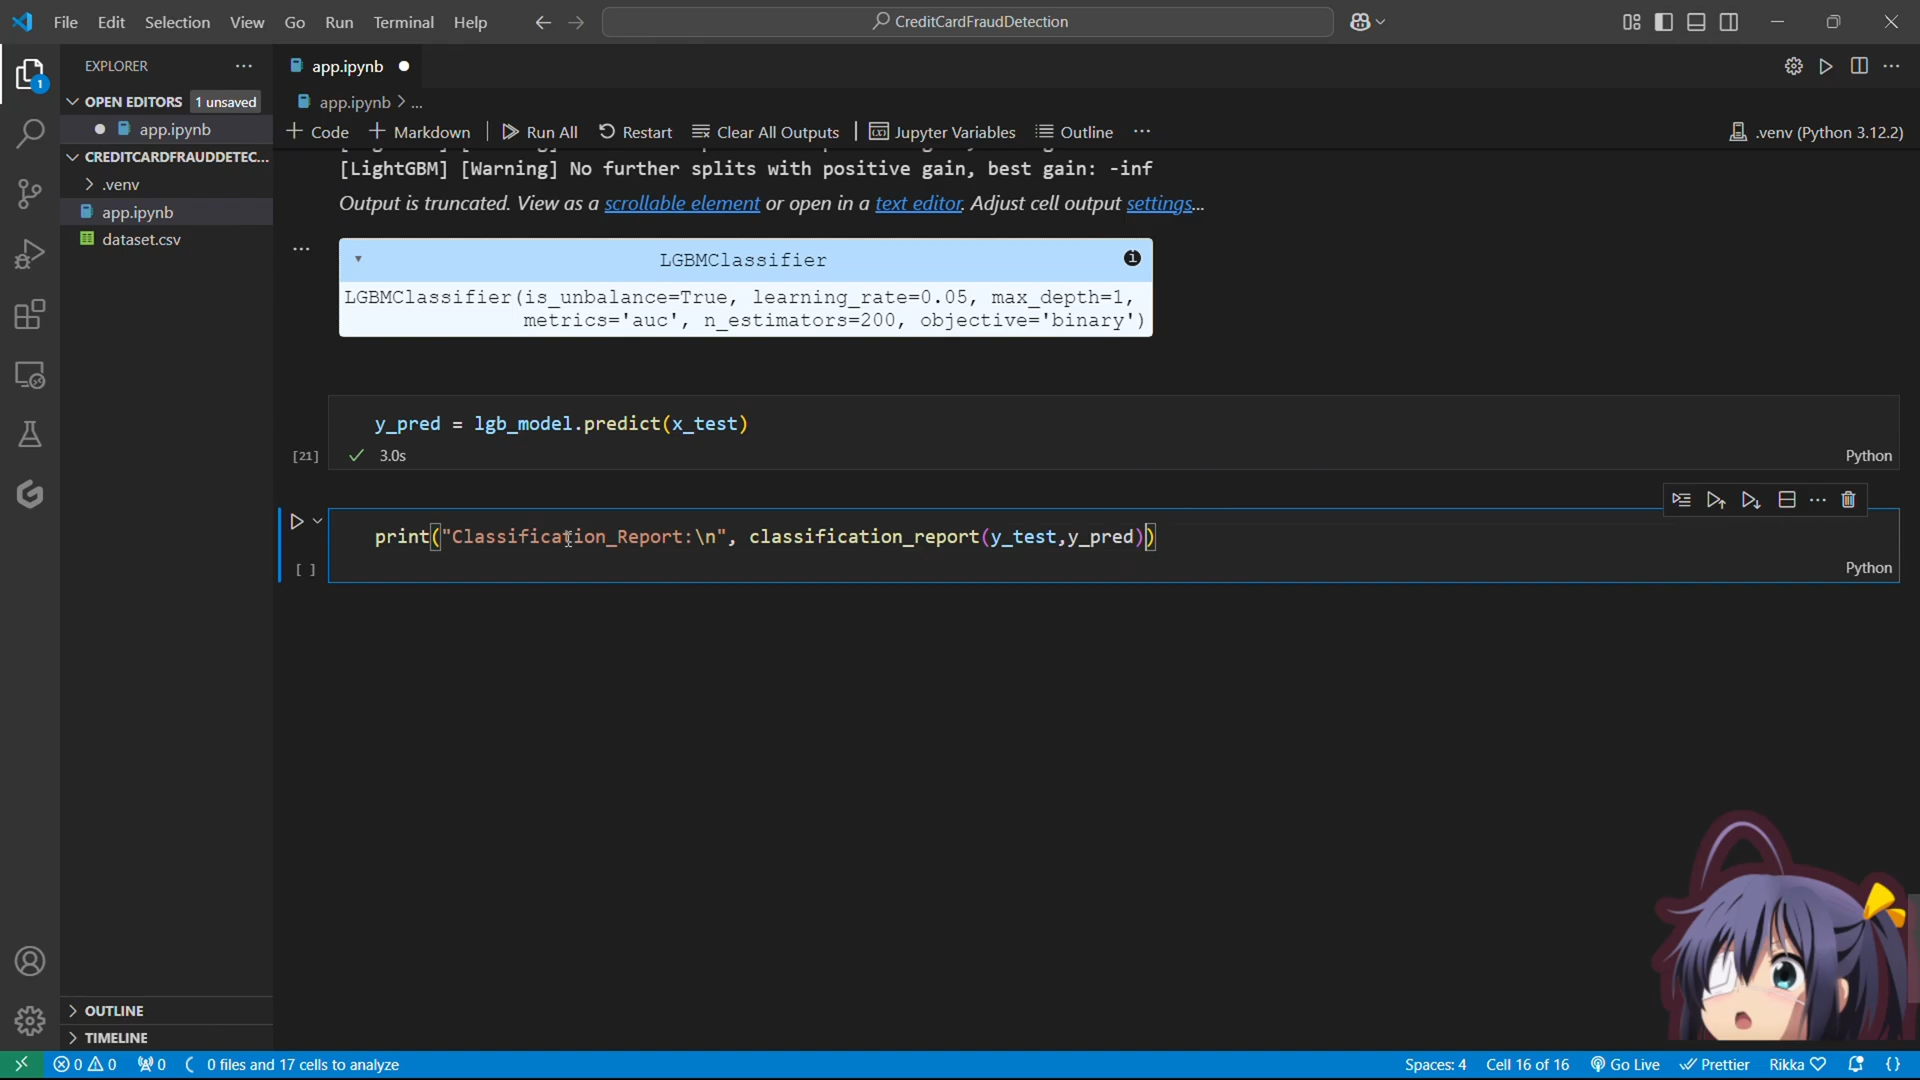 File Edit Selection View Go Run Terminal Help
CreditCardFraudDetection
EXPLORER
OPEN EDITORS 1 unsaved
app.ipynb
CREDITCARDFRAUDDETEC...
.venv
app.ipynb
dataset.csv
OUTLINE
TIMELINE
1
app.ipynb
app.ipynb > ...
Code Markdown Run All Restart Clear All Outputs Jupyter Variables Outline ... .venv (Python 3.12.2)
[LightGBM] [Warning] No further splits with positive gain, best gain: -inf
Output is truncated. View as a scrollable element or open in a text editor. Adjust cell output settings...
LGBMClassifier
LGBMClassifier(is_unbalance=True, learning_rate=0.05, max_depth=1,
metrics='auc', n_estimators=200, objective='binary')
y_pred = lgb_model.predict(x_test)
[21] 3.0s Python
print("Classification_Report:\n", classification_report(y_test,y_pred))
[ ] Python
0 0 0 0 files and 17 cells to analyze Spaces: 4 Cell 16 of 16 Go Live Prettier Rikka {}